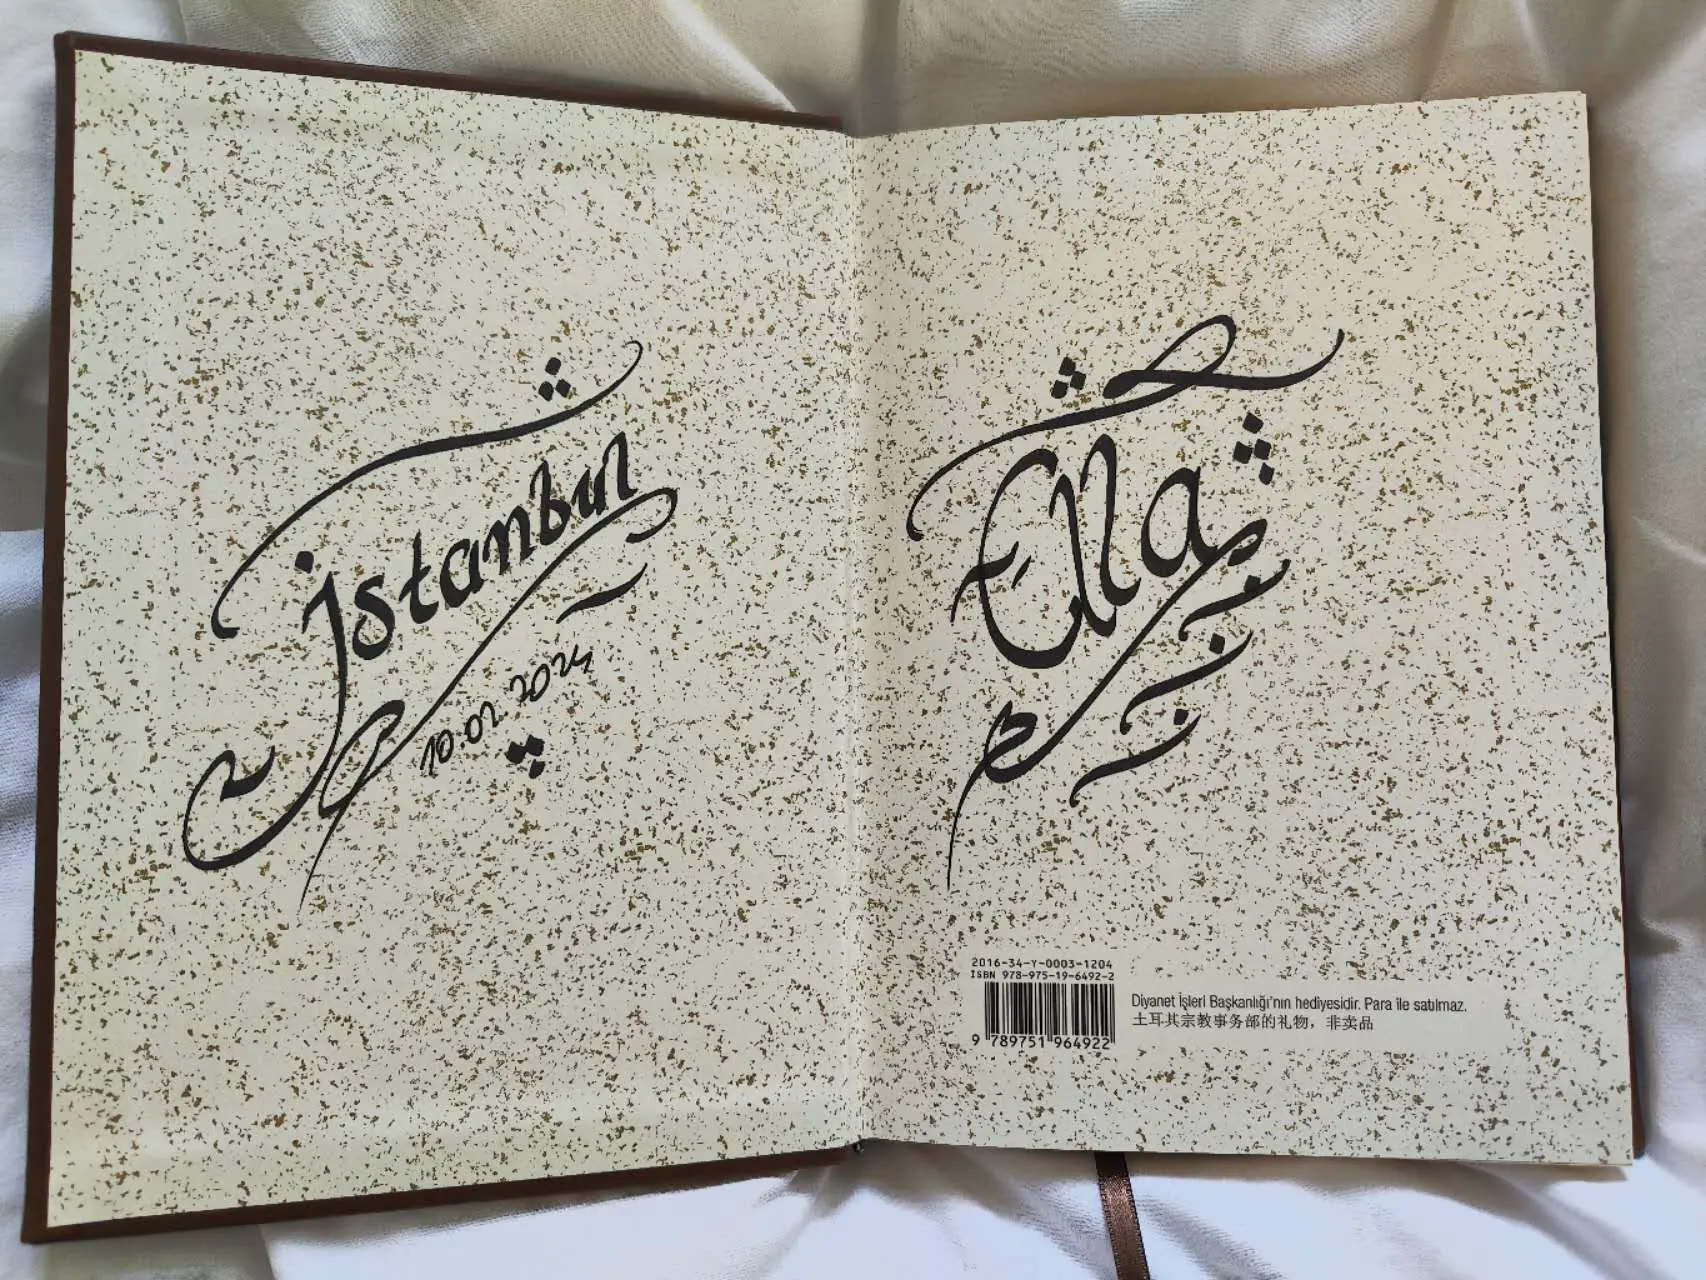 istanbul
10.02.2024
Ella
2016-34-Y-0003-1204
ISBN 978-975-19-6492-2
9 789751 964922
Diyanet İşleri Başkanlığı'nın hediyesidir. Para ile satılmaz.
土耳其宗教事务部的礼物，非卖品